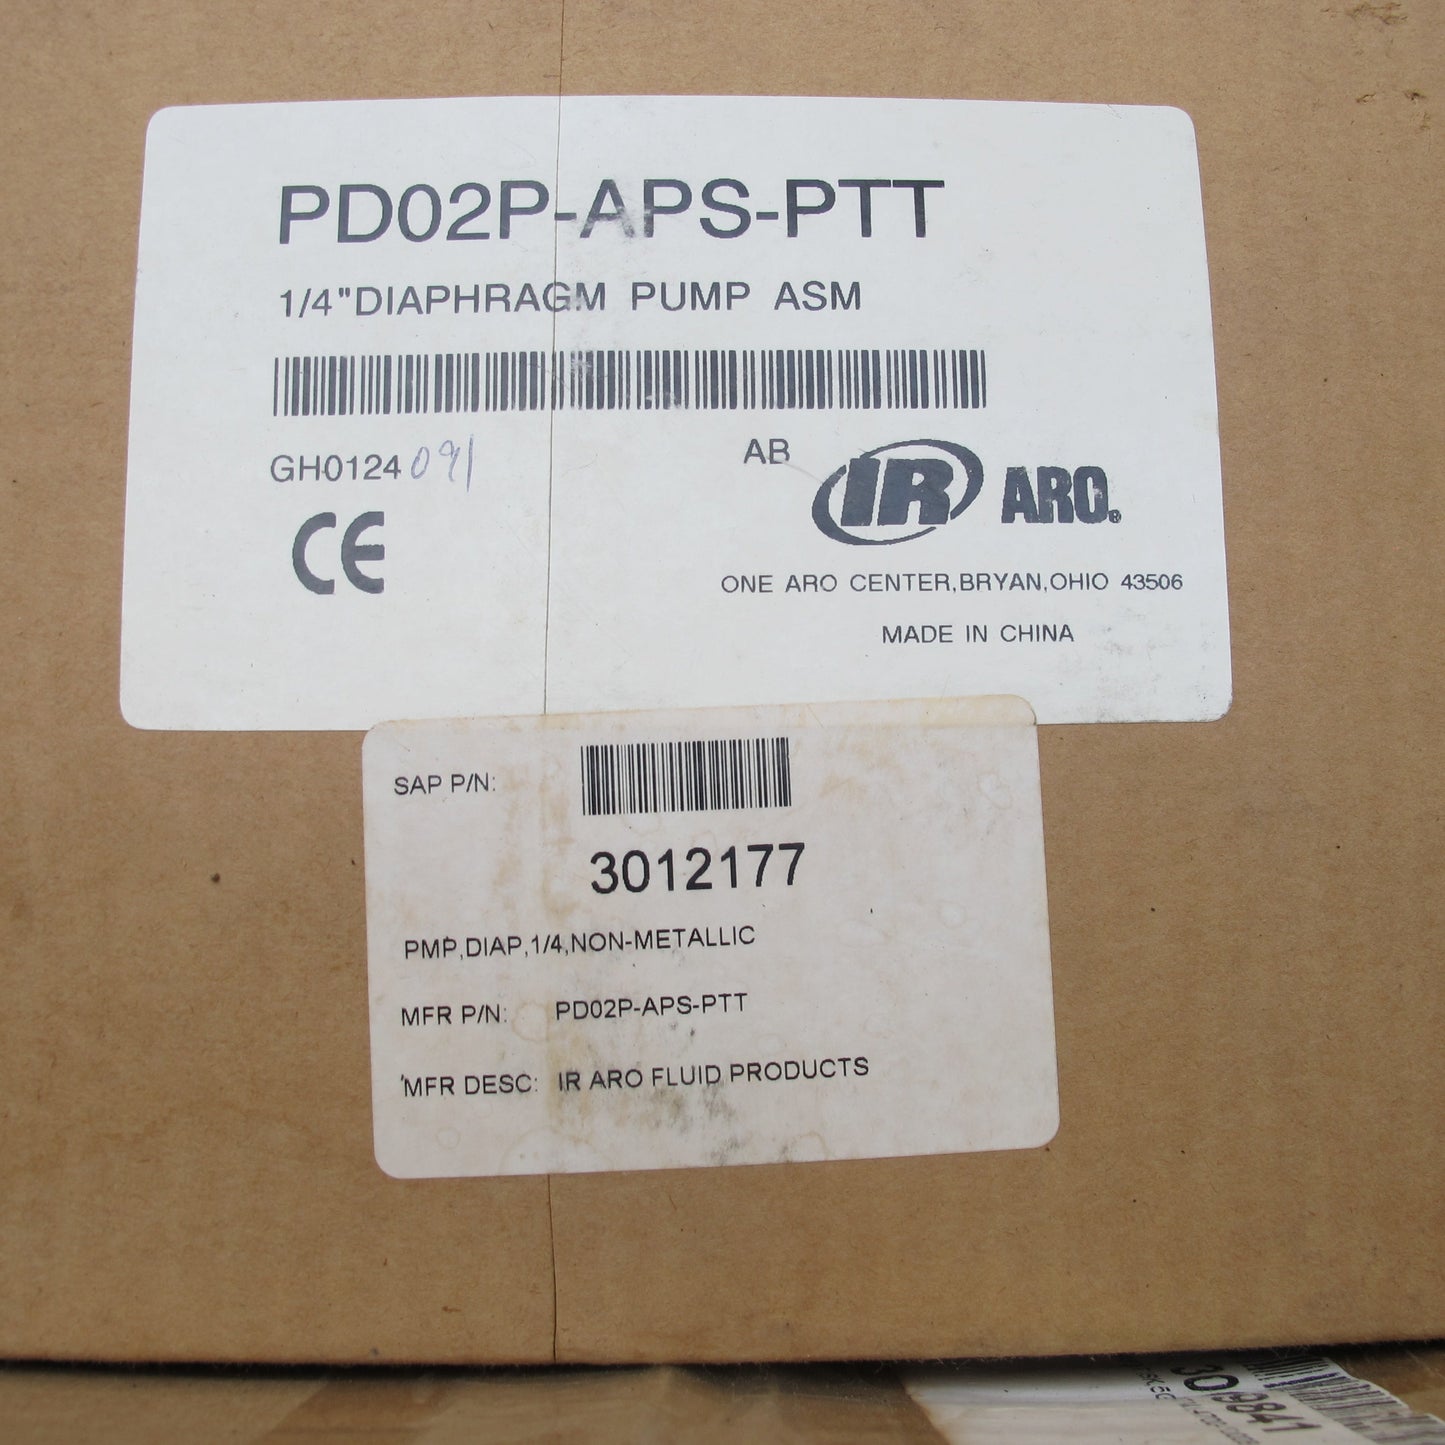 PD02P-APS-PTT
1/4"DIAPHRAGM PUMP ASM
GH0124 091
AB
IR ARO®
CE
ONE ARO CENTER,BRYAN,OHIO 43506
MADE IN CHINA
SAP P/N:
3012177
PMP,DIAP,1/4,NON-METALLIC
MFR P/N: PD02P-APS-PTT
MFR DESC: IR ARO FLUID PRODUCTS
3019841